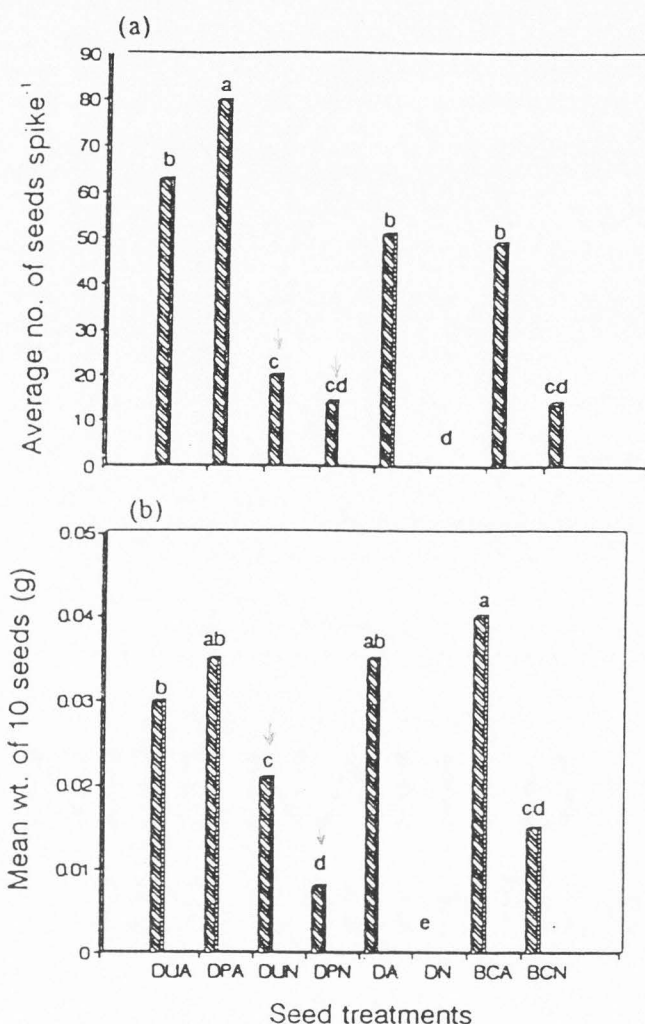 (a)
Average no. of seeds spike⁻¹
90
80
70
60
50
40
30
20
10
0
b
a
c
cd
b
d
b
cd
(b)
Mean wt. of 10 seeds (g)
0.05
0.04
0.03
0.02
0.01
0
b
ab
c
d
ab
e
a
cd
DUA DPA DUN DPN DA DN BCA BCN
Seed treatments